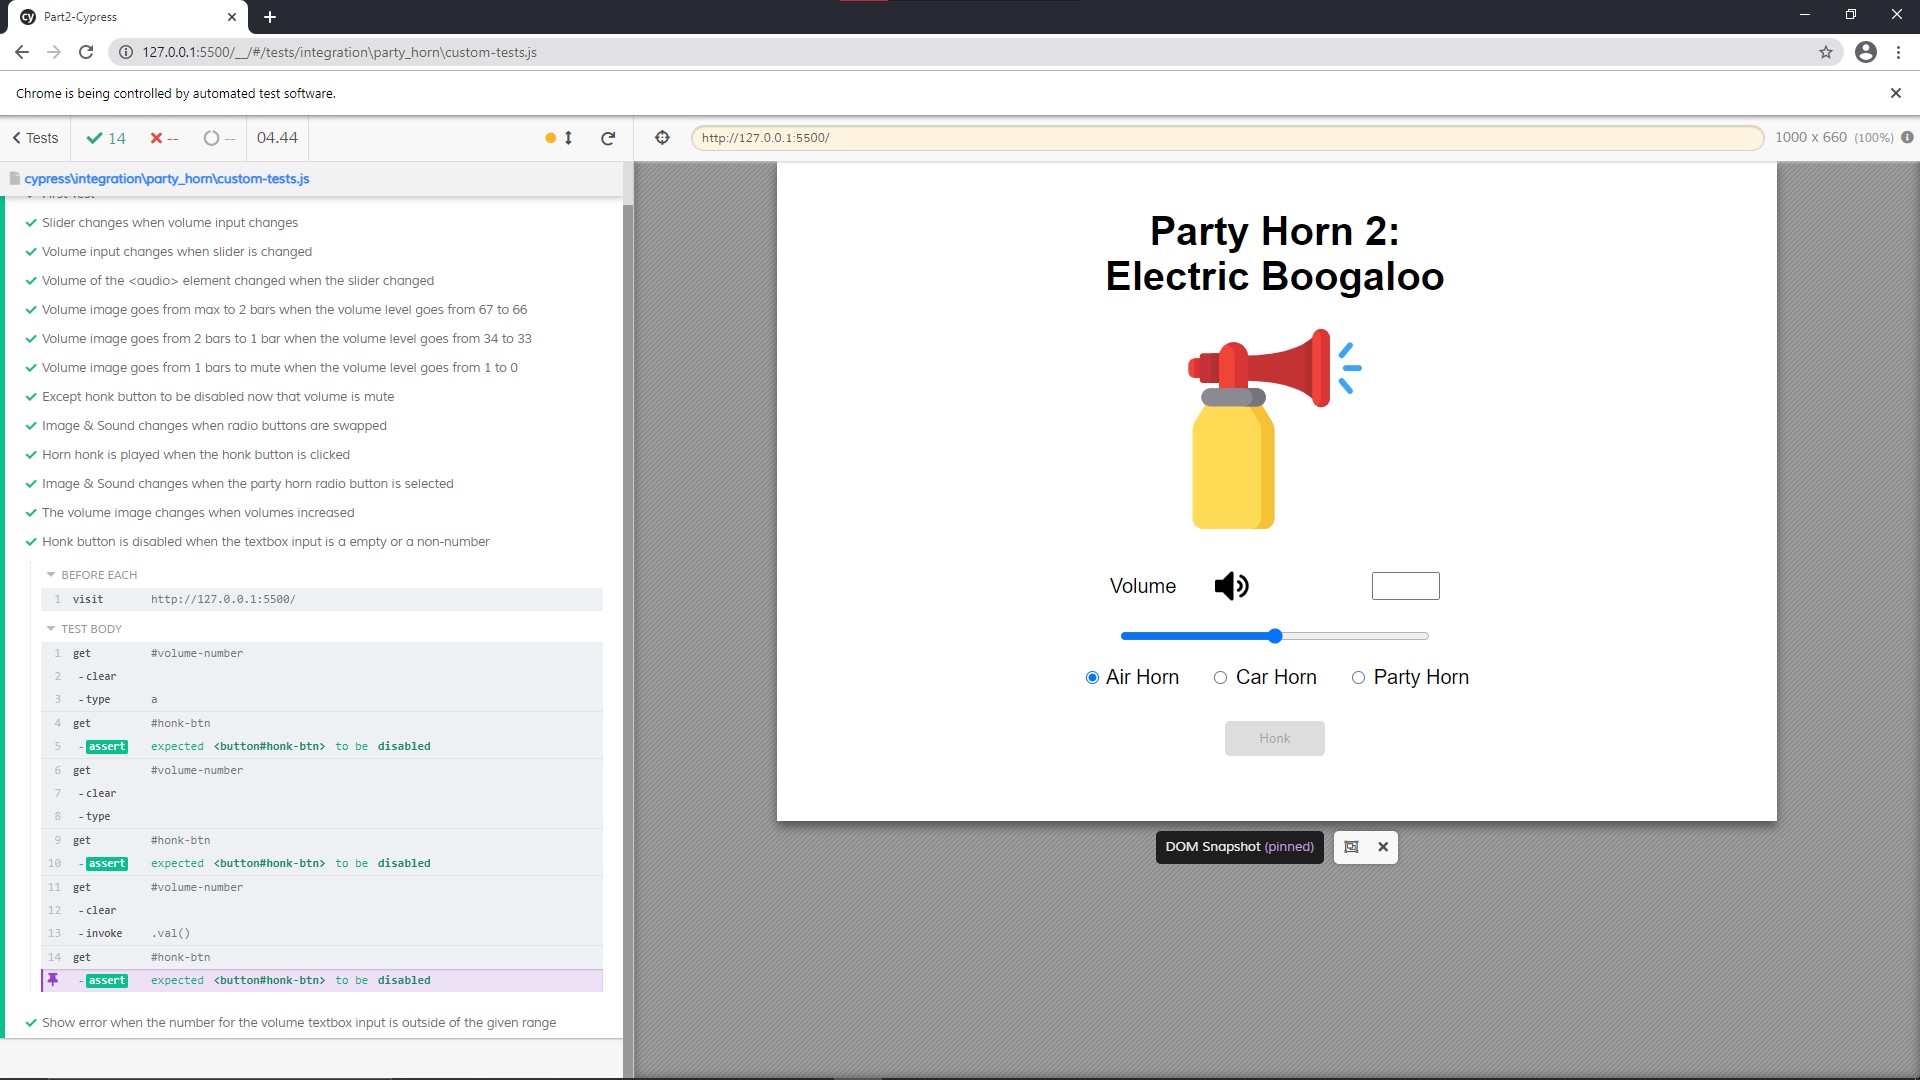 Part2-Cypress
127.0.0.1:5500/__/#/tests/integration\party_horn\custom-tests.js
Chrome is being controlled by automated test software.
Tests 14 -- -- 04.44
http://127.0.0.1:5500/ 1000 x 660 (100%)
cypress\integration\party_horn\custom-tests.js
Slider changes when volume input changes
Volume input changes when slider is changed
Volume of the <audio> element changed when the slider changed
Volume image goes from max to 2 bars when the volume level goes from 67 to 66
Volume image goes from 2 bars to 1 bar when the volume level goes from 34 to 33
Volume image goes from 1 bars to mute when the volume level goes from 1 to 0
Except honk button to be disabled now that volume is mute
Image & Sound changes when radio buttons are swapped
Horn honk is played when the honk button is clicked
Image & Sound changes when the party horn radio button is selected
The volume image changes when volumes increased
Honk button is disabled when the textbox input is a empty or a non-number
BEFORE EACH
1 visit http://127.0.0.1:5500/
TEST BODY
1 get #volume-number
2 -clear
3 -type a
4 get #honk-btn
5 -assert expected <button#honk-btn> to be disabled
6 get #volume-number
7 -clear
8 -type
9 get #honk-btn
10 -assert expected <button#honk-btn> to be disabled
11 get #volume-number
12 -clear
13 -invoke .val()
14 get #honk-btn
-assert expected <button#honk-btn> to be disabled
Show error when the number for the volume textbox input is outside of the given range
Party Horn 2:
Electric Boogaloo
Volume
Air Horn Car Horn Party Horn
Honk
DOM Snapshot (pinned)